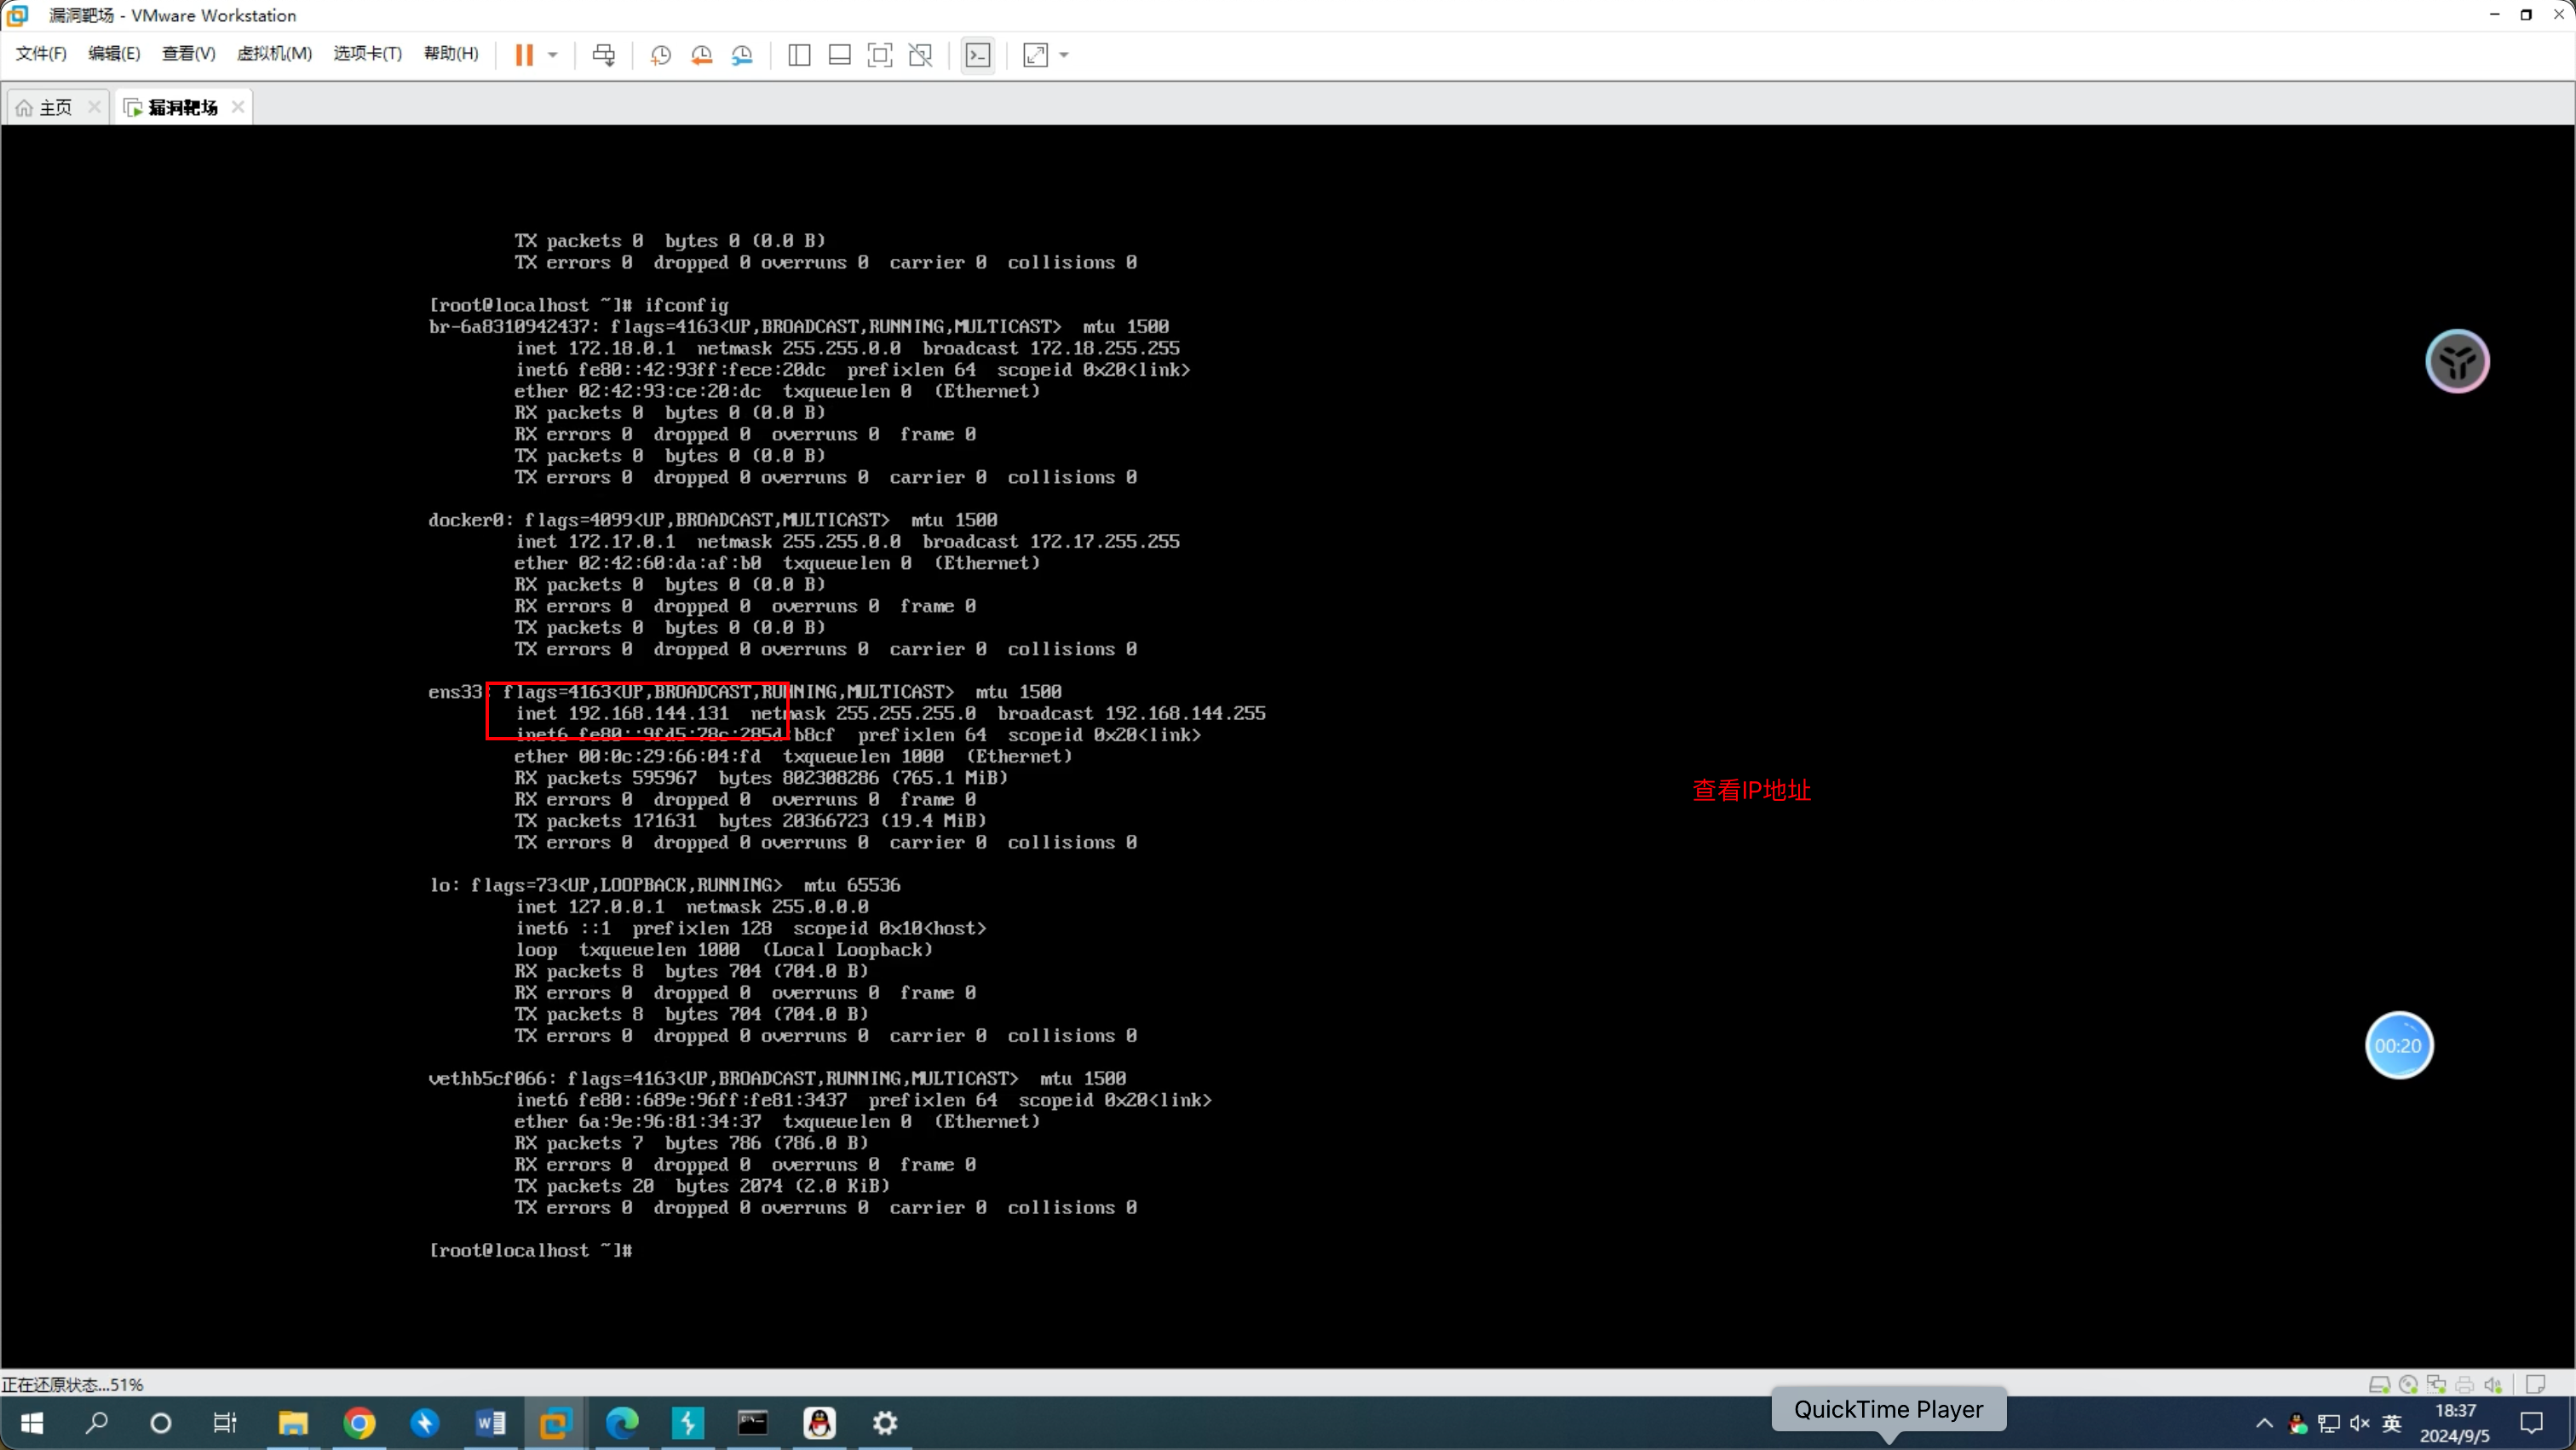 漏洞靶场 - VMware Workstation
文件(F) 编辑(E) 查看(V) 虚拟机(M) 选项卡(T) 帮助(H)
主页 漏洞靶场
TX packets 0  bytes 0 (0.0 B)
TX errors 0  dropped 0 overruns 0  carrier 0  collisions 0
[root@localhost ~]# ifconfig
br-6a8310942437: flags=4163<UP,BROADCAST,RUNNING,MULTICAST>  mtu 1500
inet 172.18.0.1  netmask 255.255.0.0  broadcast 172.18.255.255
inet6 fe80::42:93ff:fece:20dc  prefixlen 64  scopeid 0x20<link>
ether 02:42:93:ce:20:dc  txqueuelen 0  (Ethernet)
RX packets 0  bytes 0 (0.0 B)
RX errors 0  dropped 0  overruns 0  frame 0
TX packets 0  bytes 0 (0.0 B)
TX errors 0  dropped 0 overruns 0  carrier 0  collisions 0
docker0: flags=4099<UP,BROADCAST,MULTICAST>  mtu 1500
inet 172.17.0.1  netmask 255.255.0.0  broadcast 172.17.255.255
ether 02:42:60:da:af:b0  txqueuelen 0  (Ethernet)
RX packets 0  bytes 0 (0.0 B)
RX errors 0  dropped 0  overruns 0  frame 0
TX packets 0  bytes 0 (0.0 B)
TX errors 0  dropped 0 overruns 0  carrier 0  collisions 0
ens33: flags=4163<UP,BROADCAST,RUNNING,MULTICAST>  mtu 1500
inet 192.168.144.131  netmask 255.255.255.0  broadcast 192.168.144.255
inet6 fe80::9fd5:78c:285d:b8cf  prefixlen 64  scopeid 0x20<link>
ether 00:0c:29:66:04:fd  txqueuelen 1000  (Ethernet)
RX packets 595967  bytes 802308286 (765.1 MiB)
查看IP地址
RX errors 0  dropped 0  overruns 0  frame 0
TX packets 171631  bytes 20366723 (19.4 MiB)
TX errors 0  dropped 0 overruns 0  carrier 0  collisions 0
lo: flags=73<UP,LOOPBACK,RUNNING>  mtu 65536
inet 127.0.0.1  netmask 255.0.0.0
inet6 ::1  prefixlen 128  scopeid 0x10<host>
loop  txqueuelen 1000  (Local Loopback)
RX packets 8  bytes 704 (704.0 B)
RX errors 0  dropped 0  overruns 0  frame 0
TX packets 8  bytes 704 (704.0 B)
TX errors 0  dropped 0 overruns 0  carrier 0  collisions 0
00:20
vethb5cf066: flags=4163<UP,BROADCAST,RUNNING,MULTICAST>  mtu 1500
inet6 fe80::689e:96ff:fe81:3437  prefixlen 64  scopeid 0x20<link>
ether 6a:9e:96:81:34:37  txqueuelen 0  (Ethernet)
RX packets 7  bytes 786 (786.0 B)
RX errors 0  dropped 0  overruns 0  frame 0
TX packets 20  bytes 2074 (2.0 KiB)
TX errors 0  dropped 0 overruns 0  carrier 0  collisions 0
[root@localhost ~]#
正在还原状态...51%
QuickTime Player
英
18:37
2024/9/5